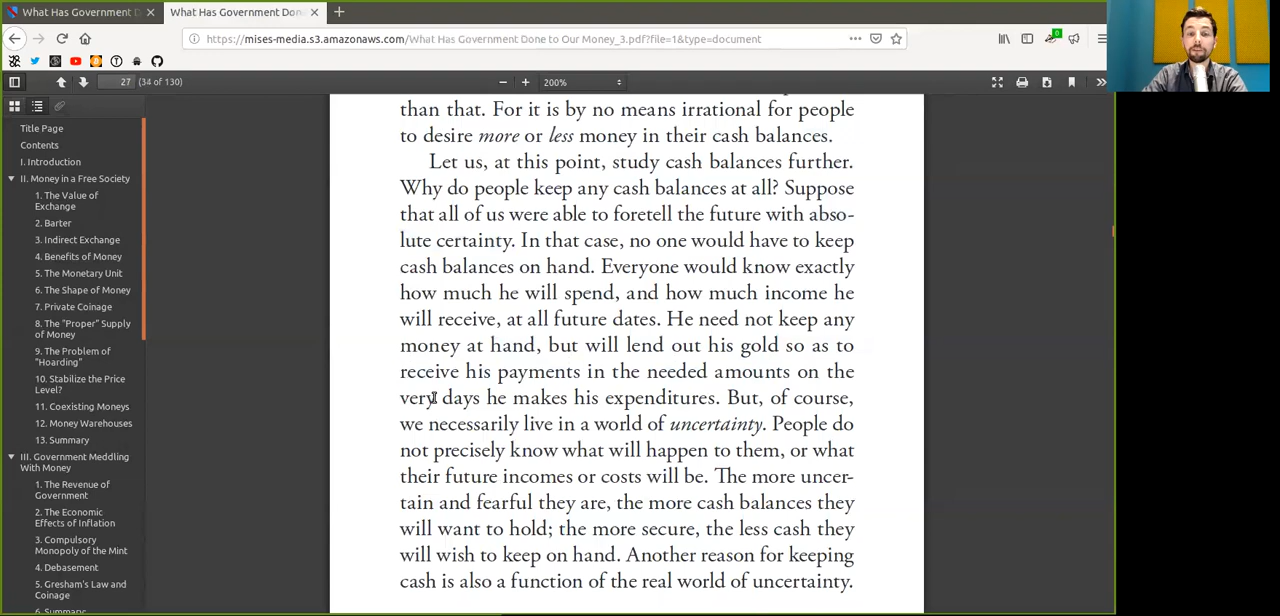 What Has Government D
What Has Government Done
https://mises-media.s3.amazonaws.com/What Has Government Done to Our Money_3.pdf?file=1&type=document
0
27
(34 of 130)
200%
Title Page
Contents
I. Introduction
II. Money in a Free Society
1. The Value of
Exchange
2. Barter
3. Indirect Exchange
4. Benefits of Money
5. The Monetary Unit
6. The Shape of Money
7. Private Coinage
8. The “Proper” Supply
of Money
9. The Problem of
“Hoarding”
10. Stabilize the Price
Level?
11. Coexisting Moneys
12. Money Warehouses
13. Summary
III. Government Meddling
With Money
1. The Revenue of
Government
2. The Economic
Effects of Inflation
3. Compulsory
Monopoly of the Mint
4. Debasement
5. Gresham's Law and
Coinage
6. Summary
than that. For it is by no means irrational for people
to desire more or less money in their cash balances.
Let us, at this point, study cash balances further.
Why do people keep any cash balances at all? Suppose
that all of us were able to foretell the future with abso-
lute certainty. In that case, no one would have to keep
cash balances on hand. Everyone would know exactly
how much he will spend, and how much income he
will receive, at all future dates. He need not keep any
money at hand, but will lend out his gold so as to
receive his payments in the needed amounts on the
very days he makes his expenditures. But, of course,
we necessarily live in a world of uncertainty. People do
not precisely know what will happen to them, or what
their future incomes or costs will be. The more uncer-
tain and fearful they are, the more cash balances they
will want to hold; the more secure, the less cash they
will wish to keep on hand. Another reason for keeping
cash is also a function of the real world of uncertainty.